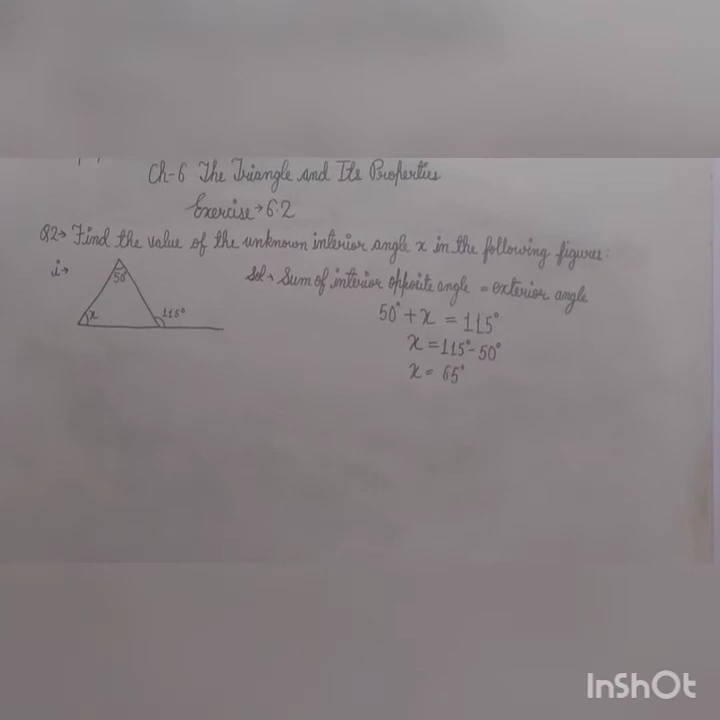 Ch-6 The Triangle and Its Properties
Exercise→6.2
Q2→ Find the value of the unknown interior angle x in the following figures:
i→
50°
x
115°
Sol→ Sum of interior opposite angle = exterior angle
50° + x = 115°
x = 115° - 50°
x = 65°
InShOt